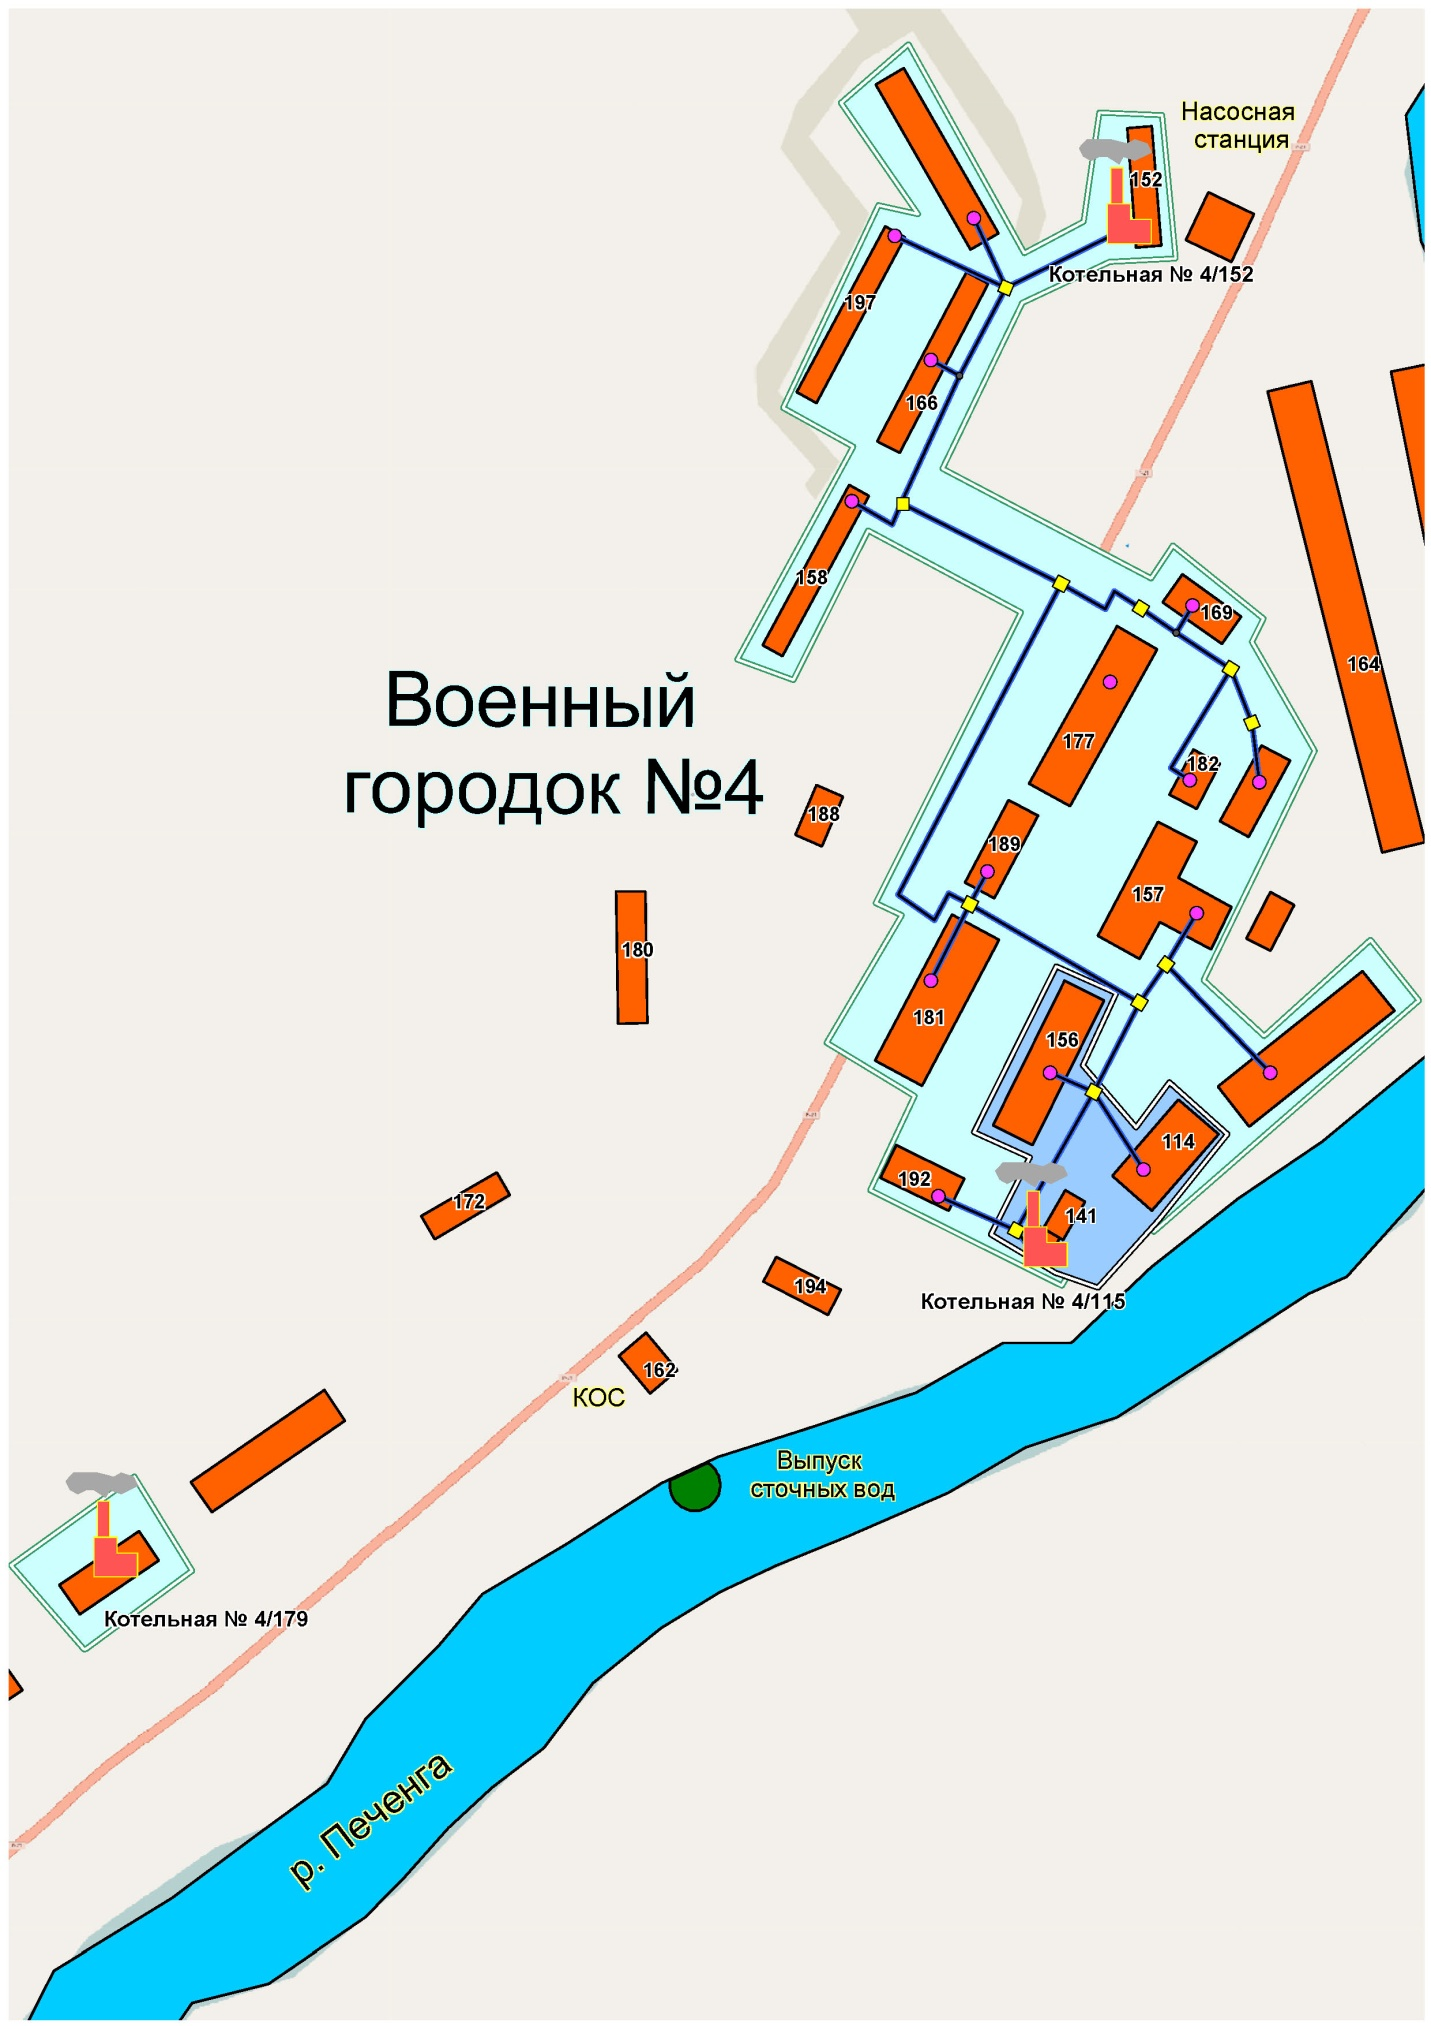 Насосная
станция
152
Котельная № 4/152
197
166
158
169
164
Военный
городок №4
177
182
188
189
157
180
181
156
114
192
172
141
194
Котельная № 4/115
162
КОС
Выпуск
сточных вод
Котельная № 4/179
р. Печенга